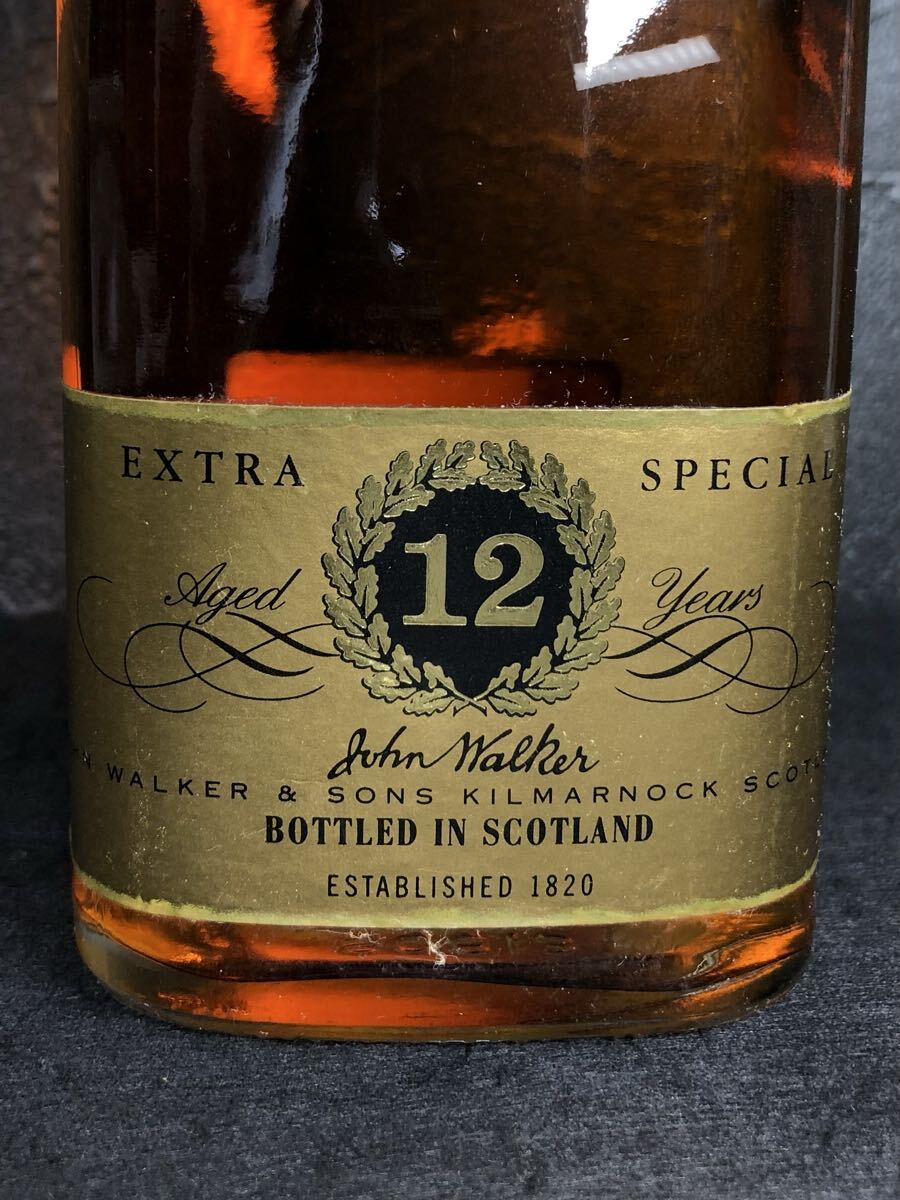 EXTRA SPECIAL
12
Aged Years
John Walker
WALKER & SONS KILMARNOCK
BOTTLED IN SCOTLAND
ESTABLISHED 1820